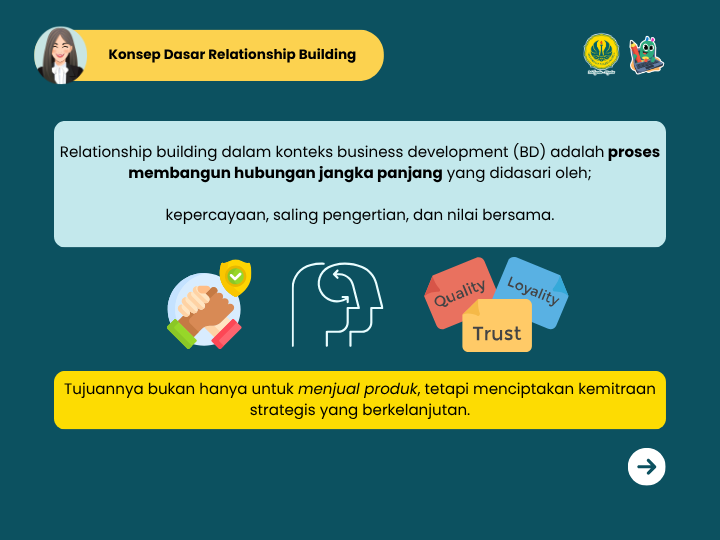 Konsep Dasar Relationship Building
Relationship building dalam konteks business development (BD) adalah proses
membangun hubungan jangka panjang yang didasari oleh;
kepercayaan, saling pengertian, dan nilai bersama.
Quality
Loyality
Trust
Tujuannya bukan hanya untuk menjual produk, tetapi menciptakan kemitraan
strategis yang berkelanjutan.